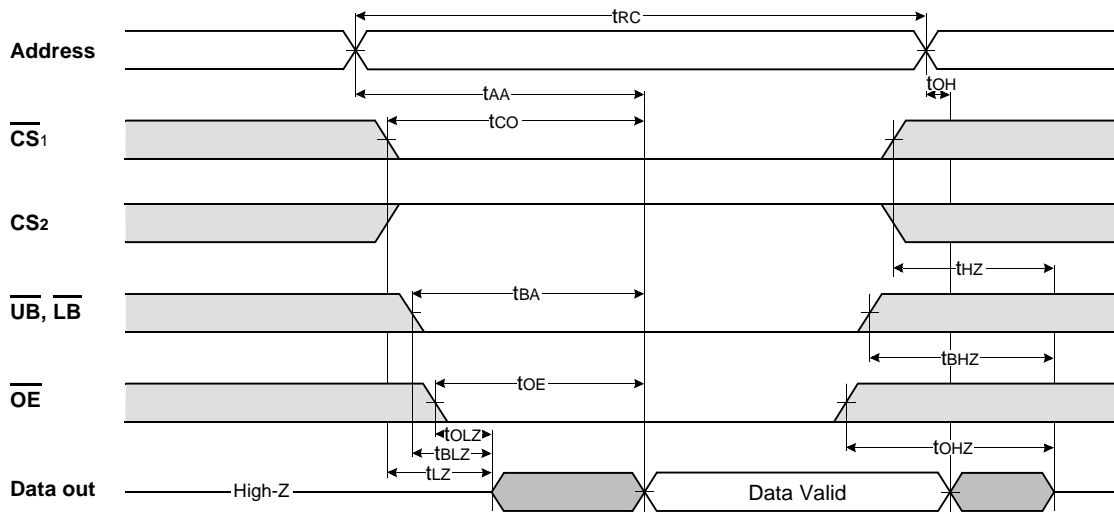 tRC
Address
tOH
tAA
tCO
CS1
CS2
tHZ
tBA
UB, LB
tBHZ
tOE
OE
tOLZ
tOHZ
tBLZ
tLZ
Data out High-Z Data Valid